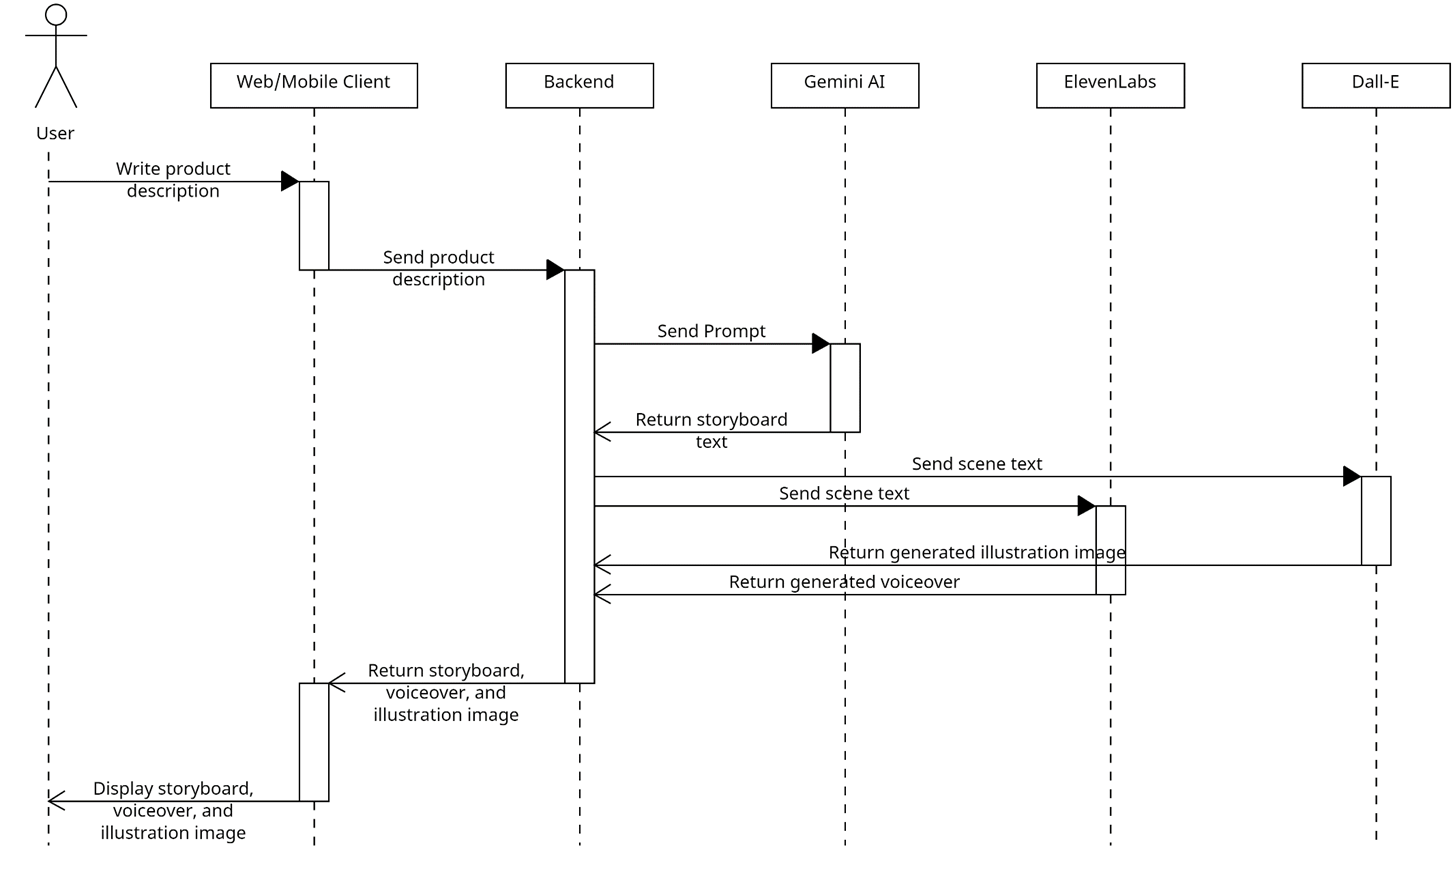 User
Web/Mobile Client
Backend
Gemini AI
ElevenLabs
Dall-E
Write product
description
Send product
description
Send Prompt
Return storyboard
text
Send scene text
Send scene text
Return generated illustration image
Return generated voiceover
Return storyboard,
voiceover, and
illustration image
Display storyboard,
voiceover, and
illustration image